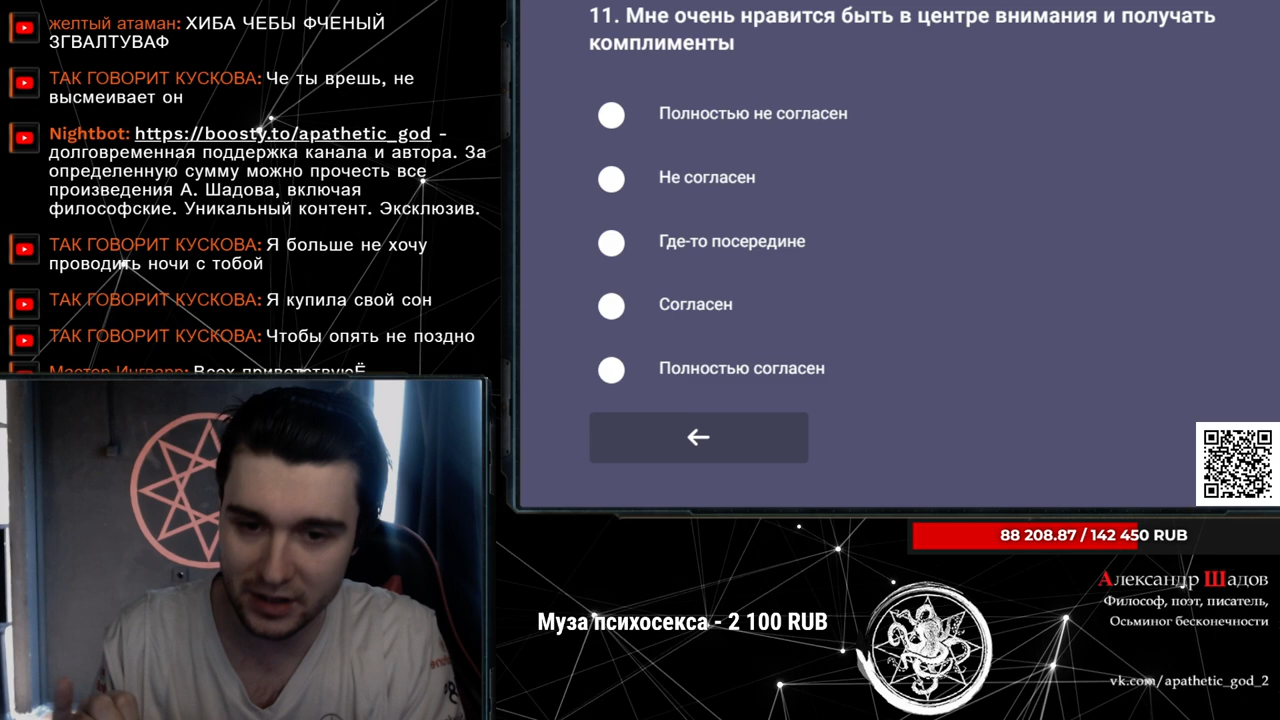 желтый атаман: ХИБА ЧЕБЫ ФЧЕНЫЙ
ЗГВАЛТУВАФ
ТАК ГОВОРИТ КУСКОВА: Че ты врешь, не
высмеивает он
Nightbot: https://boosty.to/apathetic_god -
долговременная поддержка канала и автора. За
определенную сумму можно прочесть все
произведения А. Шадова, включая
философские. Уникальный контент. Эксклюзив.
ТАК ГОВОРИТ КУСКОВА: Я больше не хочу
проводить ночи с тобой
ТАК ГОВОРИТ КУСКОВА: Я купила свой сон
ТАК ГОВОРИТ КУСКОВА: Чтобы опять не поздно
Мастер Ингварр: Всех приветствуюЁ
11. Мне очень нравится быть в центре внимания и получать
комплименты
Полностью не согласен
Не согласен
Где-то посередине
Согласен
Полностью согласен
88 208.87 / 142 450 RUB
Муза психосекса - 2 100 RUB
Александр Шадов
Философ, поэт, писатель,
Осьминог бесконечности
vk.com/apathetic_god_2